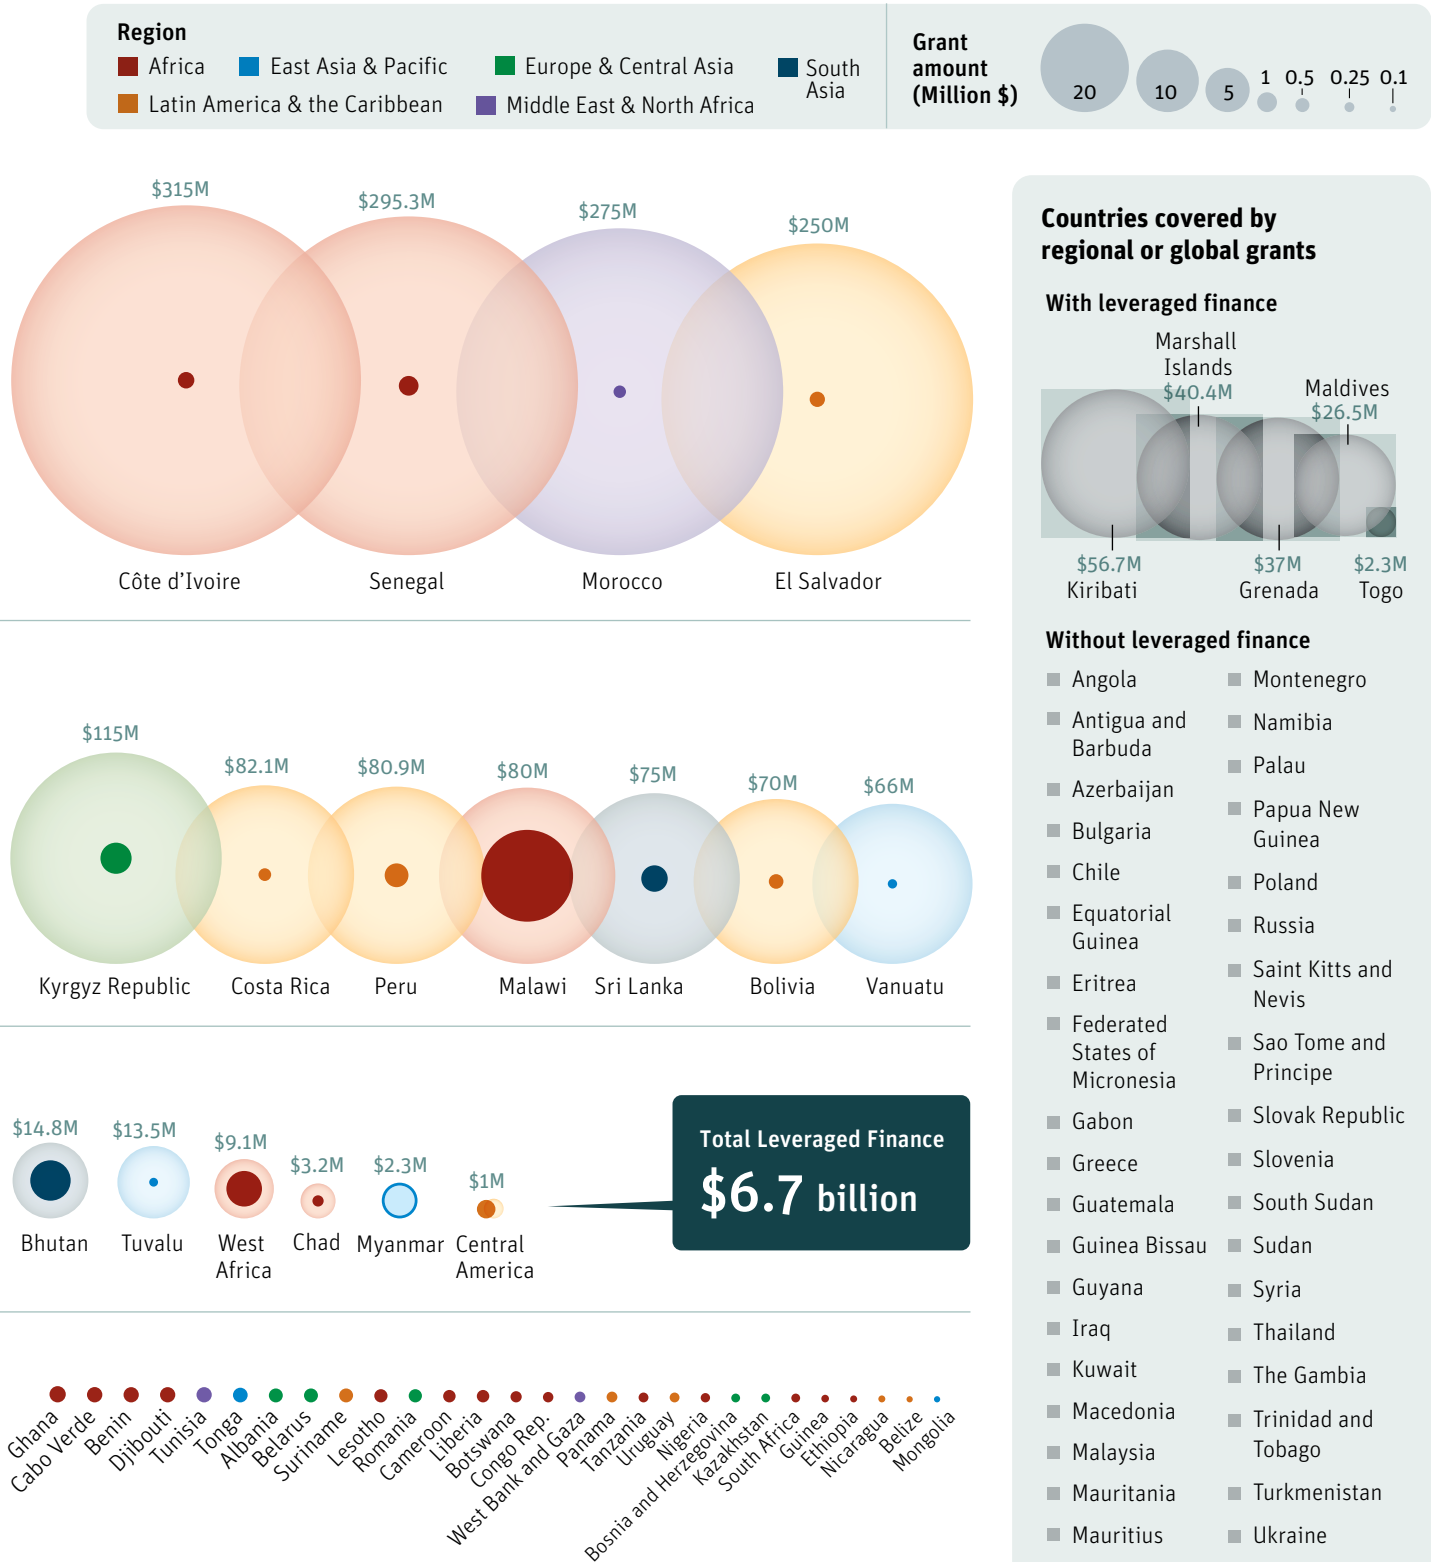 Region
Africa
East Asia & Pacific
Europe & Central Asia
South
Asia
Latin America & the Caribbean
Middle East & North Africa
Grant
amount
(Million $)
20
10
5
1
0.5
0.25
0.1
$315M
$295.3M
$275M
$250M
Côte d’Ivoire
Senegal
Morocco
El Salvador
$115M
$82.1M
$80.9M
$80M
$75M
$70M
$66M
Kyrgyz Republic
Costa Rica
Peru
Malawi
Sri Lanka
Bolivia
Vanuatu
$14.8M
$13.5M
$9.1M
$3.2M
$2.3M
$1M
Bhutan
Tuvalu
West
Africa
Chad
Myanmar
Central
America
Total Leveraged Finance
$6.7 billion
Ghana
Cabo Verde
Benin
Djibouti
Tunisia
Tonga
Albania
Belarus
Suriname
Lesotho
Romania
Cameroon
Liberia
Botswana
Congo Rep.
West Bank and Gaza
Panama
Tanzania
Uruguay
Nigeria
Bosnia and Herzegovina
Kazakhstan
South Africa
Guinea
Ethiopia
Nicaragua
Belize
Mongolia
Countries covered by
regional or global grants
With leveraged finance
Marshall
Islands
$40.4M
Maldives
$26.5M
$56.7M
Kiribati
$37M
Grenada
$2.3M
Togo
Without leveraged finance
Angola
Antigua and
Barbuda
Azerbaijan
Bulgaria
Chile
Equatorial
Guinea
Eritrea
Federated
States of
Micronesia
Gabon
Greece
Guatemala
Guinea Bissau
Guyana
Iraq
Kuwait
Macedonia
Malaysia
Mauritania
Mauritius
Montenegro
Namibia
Palau
Papua New
Guinea
Poland
Russia
Saint Kitts and
Nevis
Sao Tome and
Principe
Slovak Republic
Slovenia
South Sudan
Sudan
Syria
Thailand
The Gambia
Trinidad and
Tobago
Turkmenistan
Ukraine